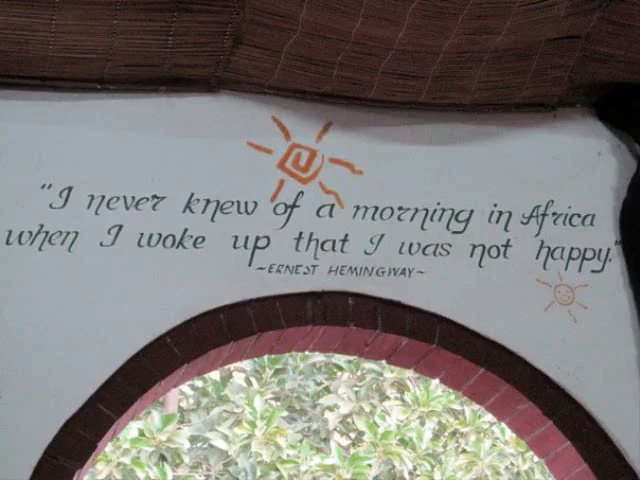 "I never knew of a morning in Africa
when I woke up that I was not happy."
~ERNEST HEMINGWAY~